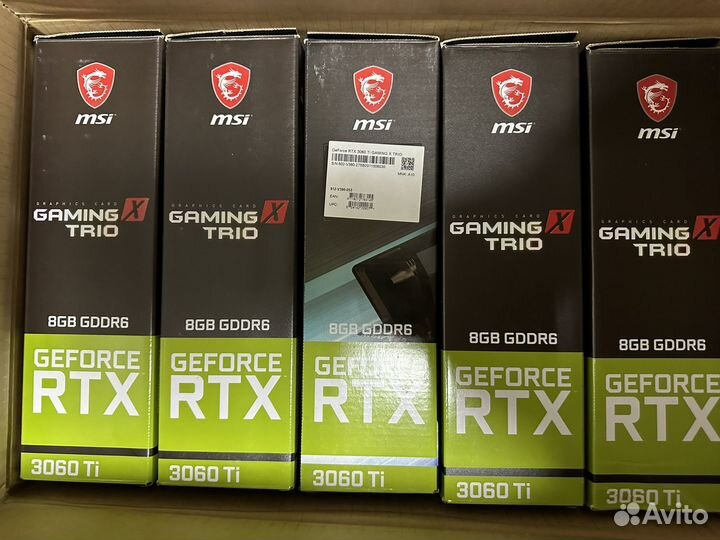 msi
GRAPHICS CARD
GAMING X
TRIO
8GB GDDR6
GEFORCE
RTX
3060 Ti
msi
GRAPHICS CARD
GAMING X
TRIO
8GB GDDR6
GEFORCE
RTX
3060 Ti
msi
GeForce RTX 3060 Ti GAMING X TRIO
EAN:
UPC:
8GB GDDR6
GEFORCE
RTX
3060 Ti
msi
GRAPHICS CARD
GAMING X
TRIO
8GB GDDR6
GEFORCE
RTX
3060 Ti
msi
GRAPHICS CARD
GAMING X
TRIO
8GB GDDR6
GEFORCE
RTX
3060 Ti
Avito